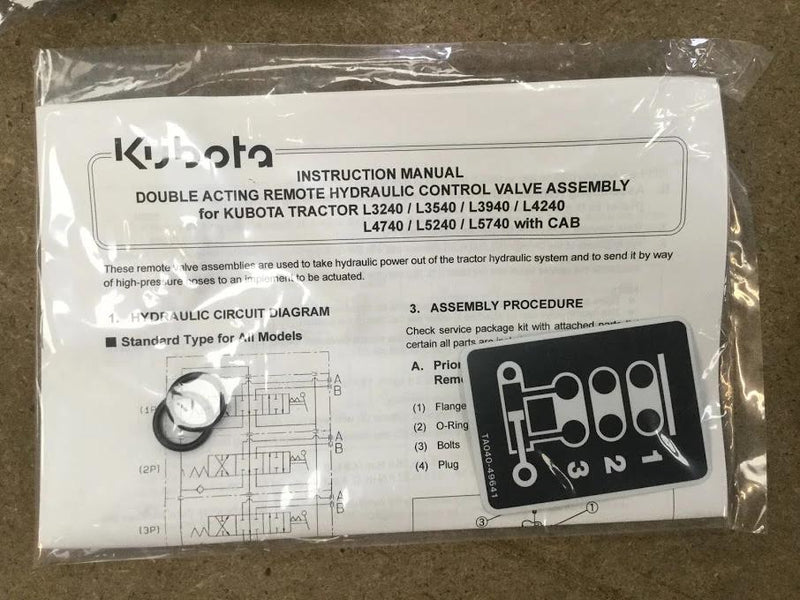 Kubota
INSTRUCTION MANUAL
DOUBLE ACTING REMOTE HYDRAULIC CONTROL VALVE ASSEMBLY
for KUBOTA TRACTOR L3240 / L3540 / L3940 / L4240
L4740 / L5240 / L5740 with CAB
These remote valve assemblies are used to take hydraulic power out of the tractor hydraulic system and to send it by way
of high-pressure hoses to an implement to be actuated.
1. HYDRAULIC CIRCUIT DIAGRAM
■ Standard Type for All Models
A
B
A
B
(2P)
A
B
(3P)
3. ASSEMBLY PROCEDURE
Check service package kit with attached parts
certain all parts are
A. Prior
(1) Flange
(2) O-Ring
(3) Bolts
(4) Plug
③ ①
1
2
3
TA040-49641